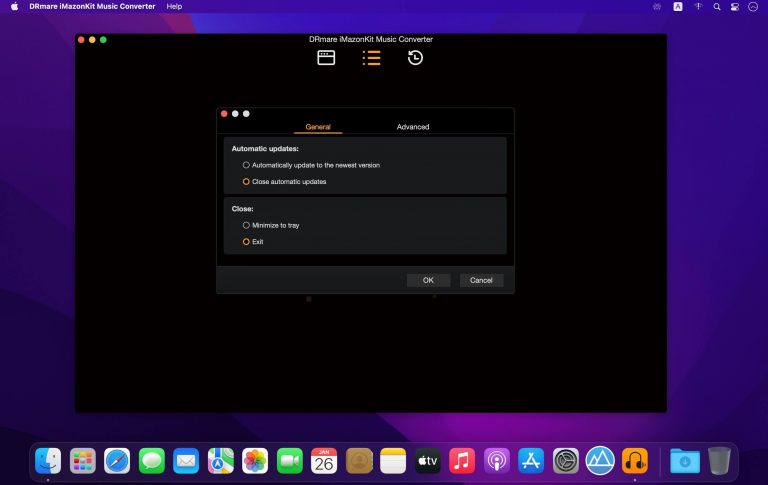 DRmare iMazonKit Music Converter Help
A
DRmare iMazonKit Music Converter
General Advanced
Automatic updates:
Automatically update to the newest version
Close automatic updates
Close:
Minimize to tray
Exit
OK Cancel
JAN
26
tv